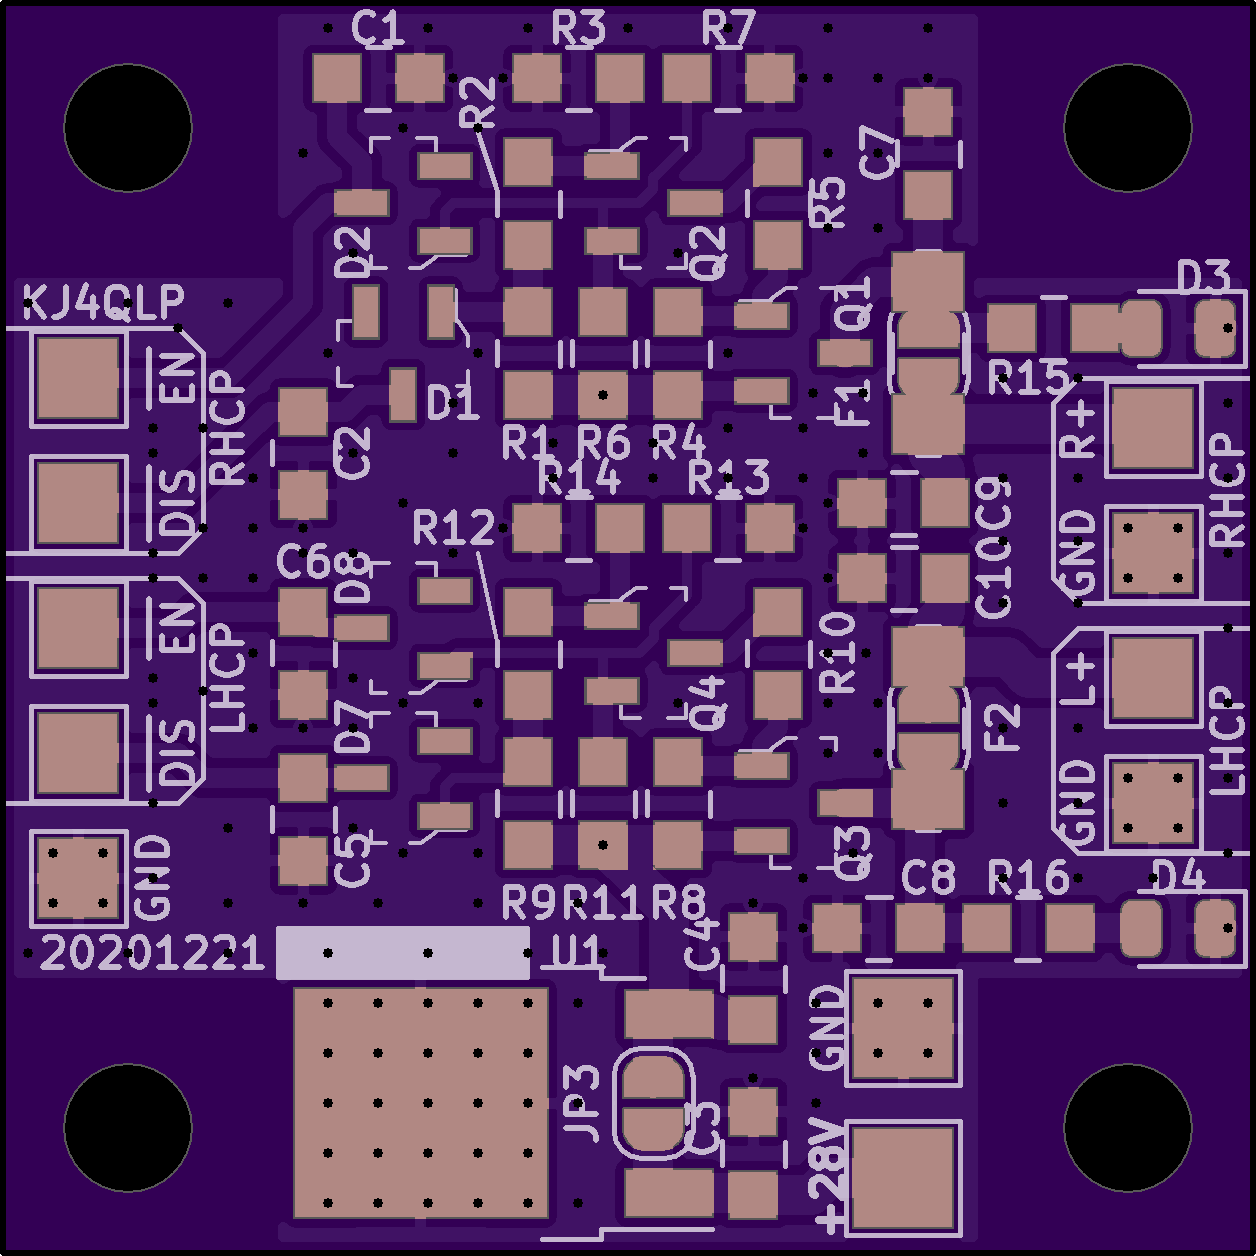 C1
R3
R7
R2
C7
R5
D2
Q2
D3
KJ4QLP
Q1
EN
RHCP
DIS
D1
F1
R15
R+
RHCP
GND
C2
R1
R6
R4
R14
R13
R12
C9
C10
C6
D8
EN
LHCP
DIS
R10
Q4
L+
LHCP
GND
F2
D7
C5
GND
Q3
C8
R16
D4
R9
R11
R8
C4
20201221
U1
GND
JP3
C3
+28V